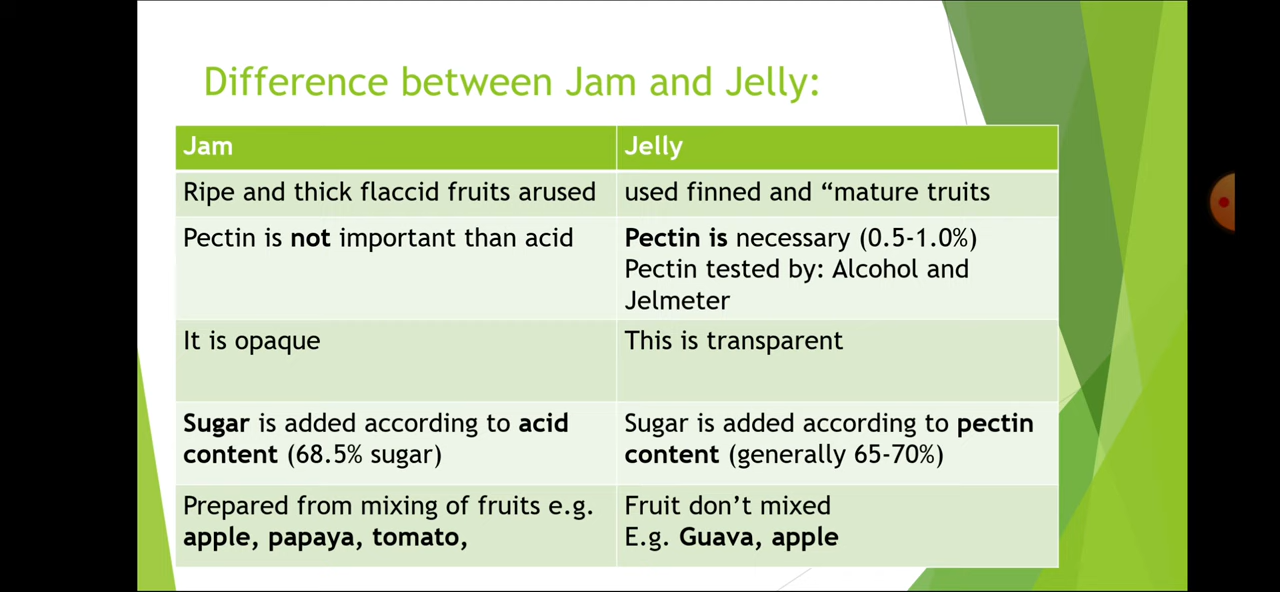 Difference between Jam and Jelly:
Jam
Jelly
Ripe and thick flaccid fruits arused
used finned and “mature truits
Pectin is not important than acid
Pectin is necessary (0.5-1.0%)
Pectin tested by: Alcohol and
Jelmeter
It is opaque
This is transparent
Sugar is added according to acid
content (68.5% sugar)
Sugar is added according to pectin
content (generally 65-70%)
Prepared from mixing of fruits e.g.
apple, papaya, tomato,
Fruit don’t mixed
E.g. Guava, apple